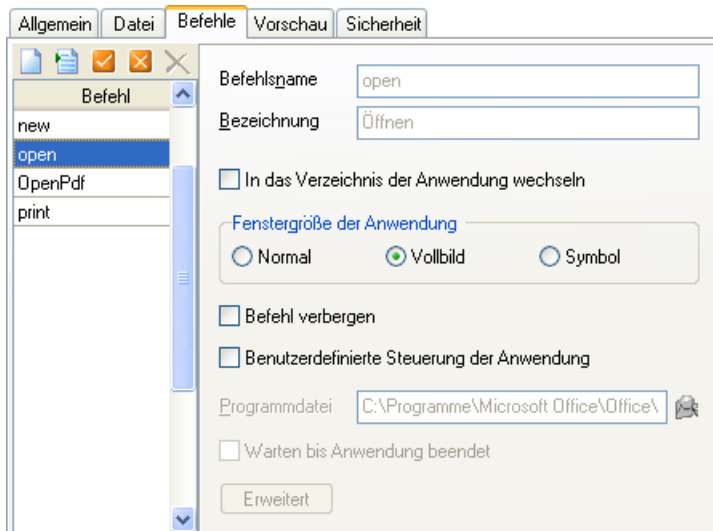 Allgemein Datei Befehle Vorschau Sicherheit
Befehl
new
open
OpenPdf
print
Befehlsname open
Bezeichnung Öffnen
In das Verzeichnis der Anwendung wechseln
Fenstergröße der Anwendung
Normal Vollbild Symbol
Befehl verbergen
Benutzerdefinierte Steuerung der Anwendung
Programmdatei C:\Programme\Microsoft Office\Office\
Warten bis Anwendung beendet
Erweitert